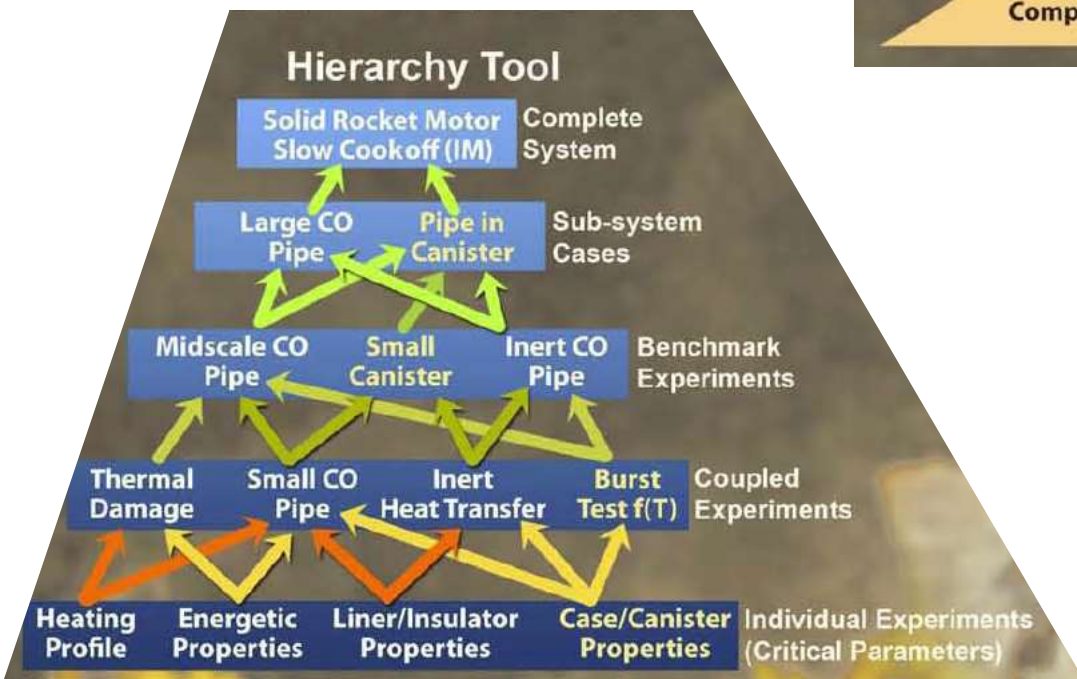 Comp
Hierarchy Tool
Solid Rocket Motor
Slow Cookoff (IM)
Complete
System
Large CO
Pipe
Pipe in
Canister
Sub-system
Cases
Midscale CO
Pipe
Small
Canister
Inert CO
Pipe
Benchmark
Experiments
Thermal
Damage
Small CO
Pipe
Inert
Heat Transfer
Burst
Test f(T)
Coupled
Experiments
Heating
Profile
Energetic
Properties
Liner/Insulator
Properties
Case/Canister
Properties
Individual Experiments
(Critical Parameters)